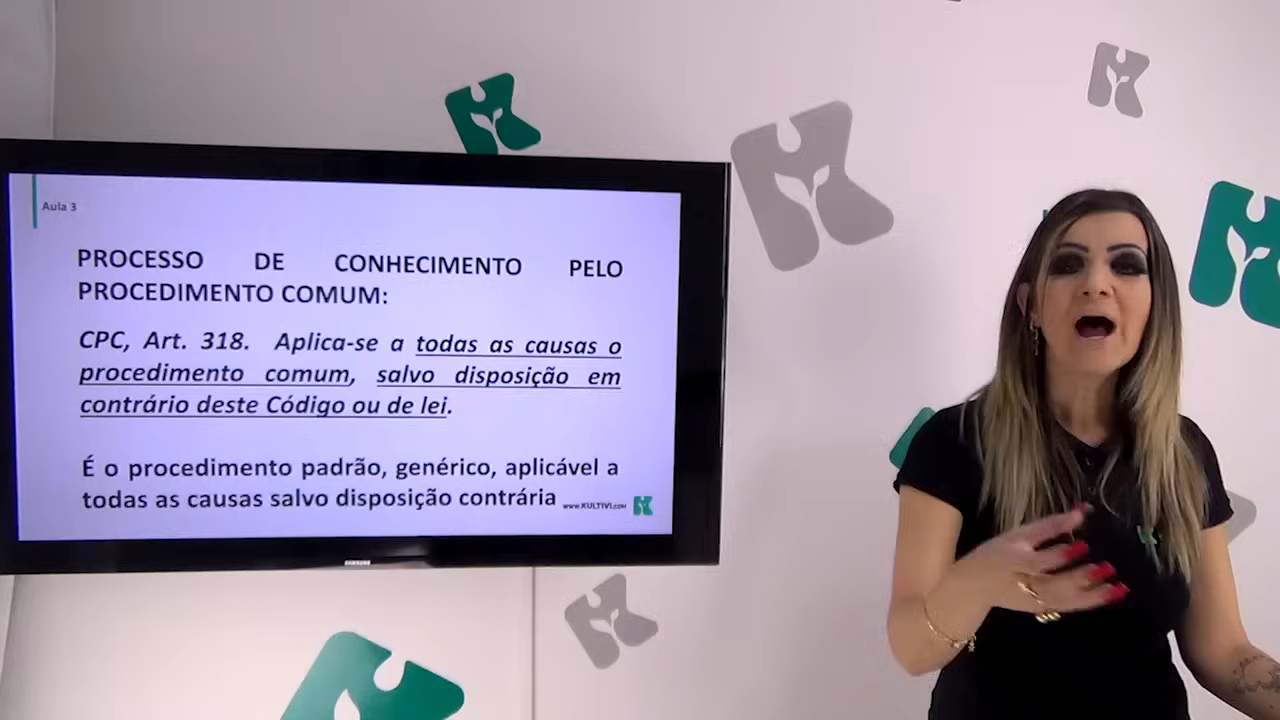 Aula 3
PROCESSO DE CONHECIMENTO PELO
PROCEDIMENTO COMUM:
CPC, Art. 318. Aplica-se a todas as causas o
procedimento comum, salvo disposição em
contrário deste Código ou de lei.
É o procedimento padrão, genérico, aplicável a
todas as causas salvo disposição contrária
www.KULTIVI.COM
SAMSUNG